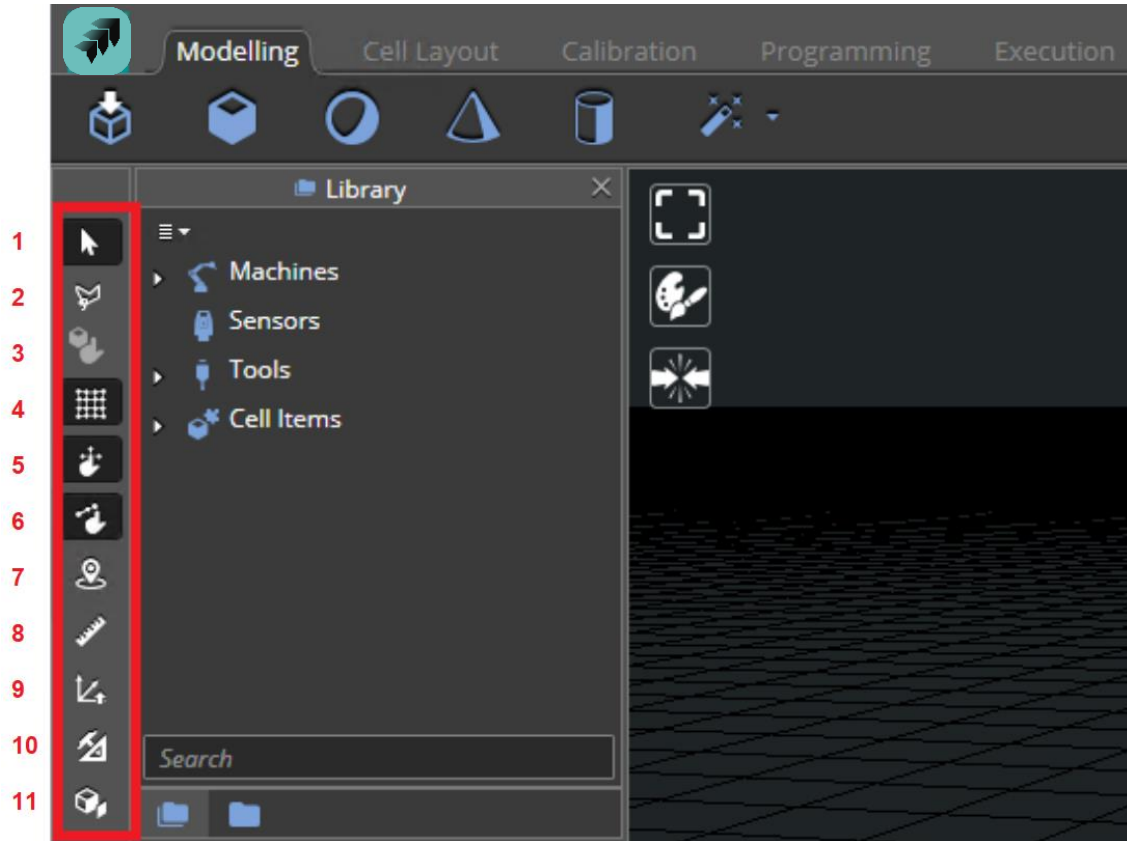 Modelling Cell Layout Calibration Programming Execution
Library
1
2
Machines
3
Sensors
4
Tools
5
Cell Items
6
7
8
9
10
Search
11